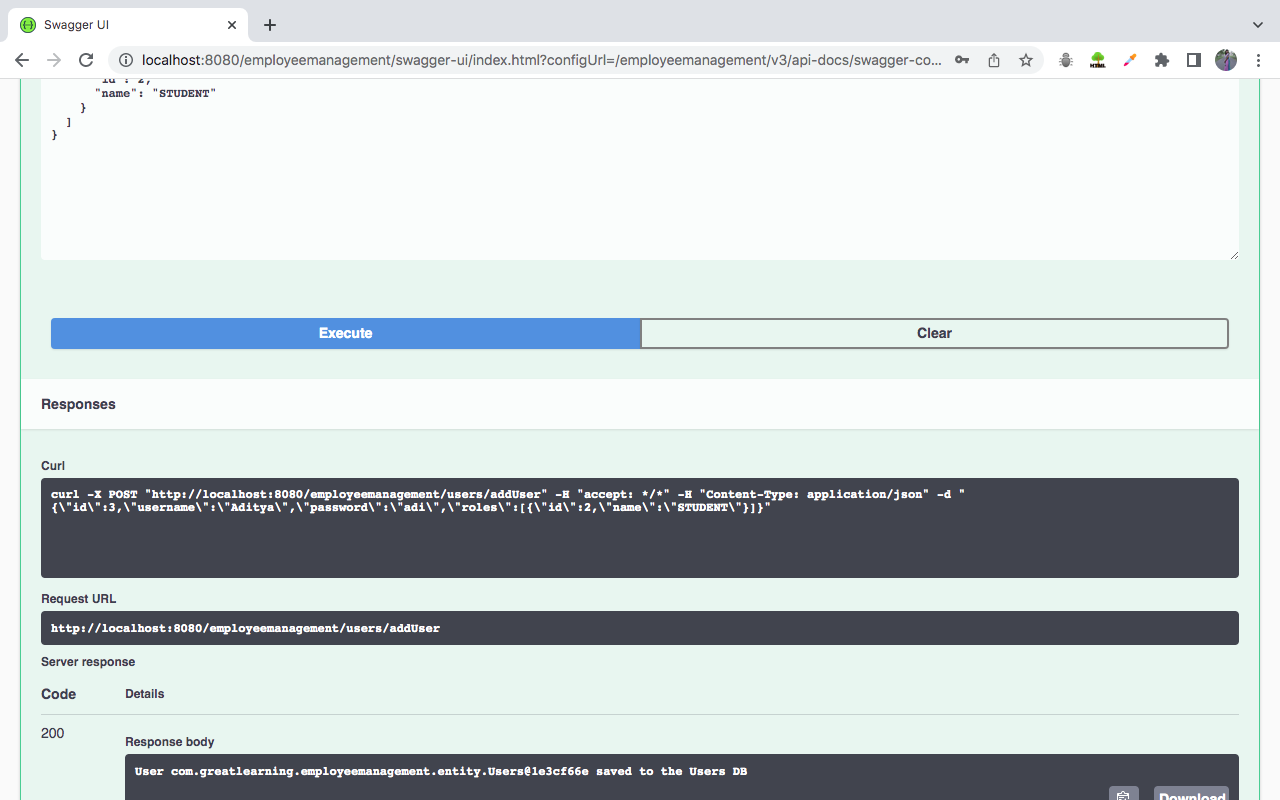 Swagger UI
localhost:8080/employeemanagement/swagger-ui/index.html?configUrl=/employeemanagement/v3/api-docs/swagger-co...
"id": 2,
"name": "STUDENT"
}
]
}
Execute
Clear
Responses
Curl
curl -X POST "http://localhost:8080/employeemanagement/users/addUser" -H "accept: */*" -H "Content-Type: application/json" -d "
{\"id\":3,\"username\":\"Aditya\",\"password\":\"adi\",\"roles\":[{\"id\":2,\"name\":\"STUDENT\"}]}"
Request URL
http://localhost:8080/employeemanagement/users/addUser
Server response
Code Details
200
Response body
User com.greatlearning.employeemanagement.entity.Users@1e3cf66e saved to the Users DB
Download